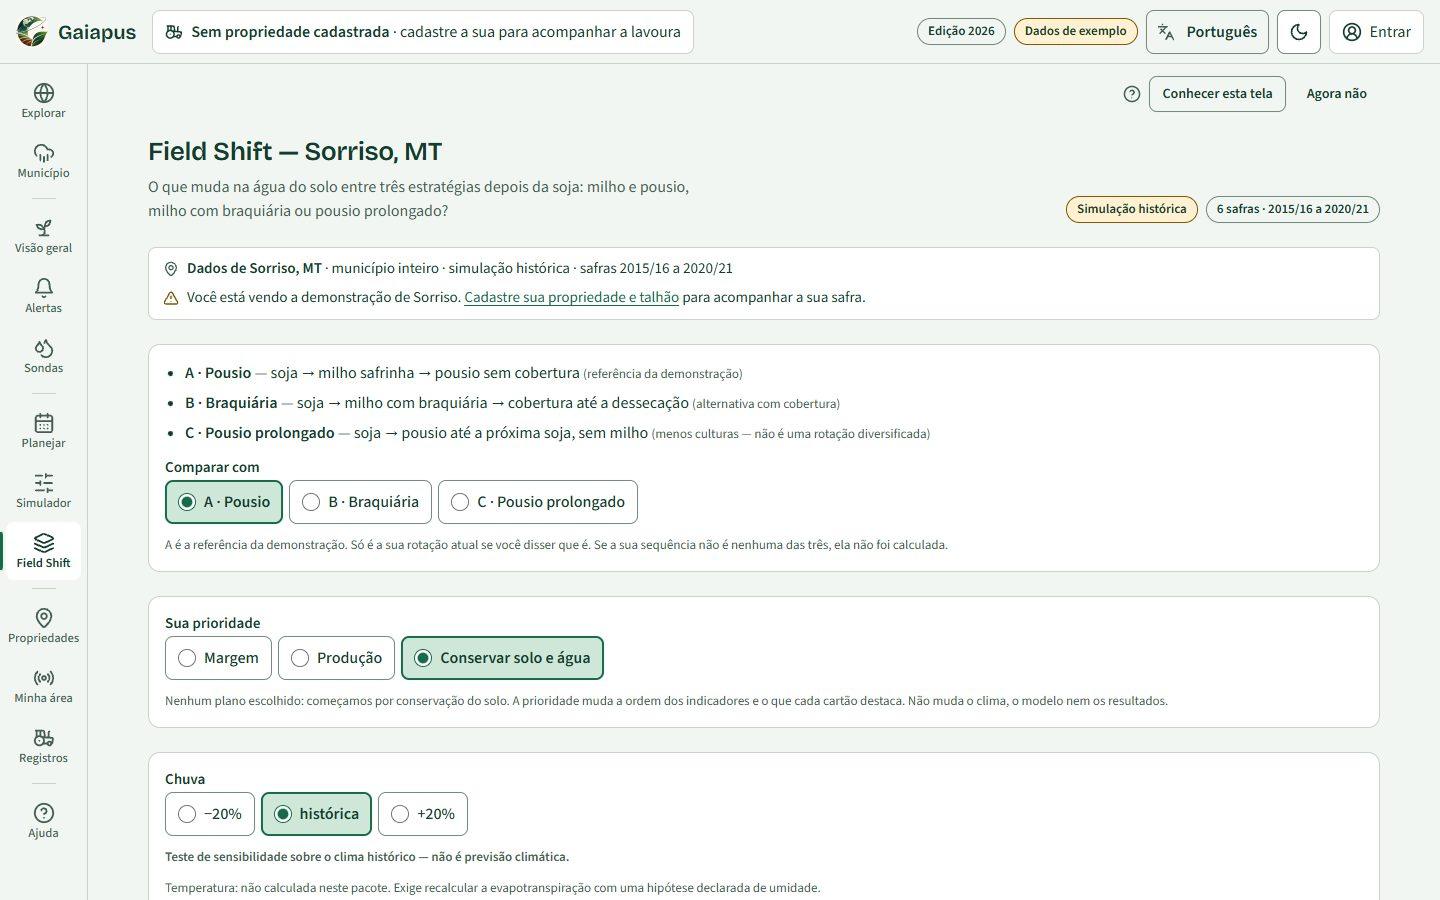 Gaiapus
Sem propriedade cadastrada · cadastre a sua para acompanhar a lavoura
Edição 2026
Dados de exemplo
Português
Entrar
Explorar
Município
Visão geral
Alertas
Sondas
Planejar
Simulador
Field Shift
Propriedades
Minha área
Registros
Ajuda
Conhecer esta tela
Agora não
Field Shift — Sorriso, MT
O que muda na água do solo entre três estratégias depois da soja: milho e pousio,
milho com braquiária ou pousio prolongado?
Simulação histórica
6 safras · 2015/16 a 2020/21
Dados de Sorriso, MT · município inteiro · simulação histórica · safras 2015/16 a 2020/21
Você está vendo a demonstração de Sorriso. Cadastre sua propriedade e talhão para acompanhar a sua safra.
• A · Pousio — soja → milho safrinha → pousio sem cobertura (referência da demonstração)
• B · Braquiária — soja → milho com braquiária → cobertura até a dessecação (alternativa com cobertura)
• C · Pousio prolongado — soja → pousio até a próxima soja, sem milho (menos culturas — não é uma rotação diversificada)
Comparar com
A · Pousio
B · Braquiária
C · Pousio prolongado
A é a referência da demonstração. Só é a sua rotação atual se você disser que é. Se a sua sequência não é nenhuma das três, ela não foi calculada.
Sua prioridade
Margem
Produção
Conservar solo e água
Nenhum plano escolhido: começamos por conservação do solo. A prioridade muda a ordem dos indicadores e o que cada cartão destaca. Não muda o clima, o modelo nem os resultados.
Chuva
−20%
histórica
+20%
Teste de sensibilidade sobre o clima histórico — não é previsão climática.
Temperatura: não calculada neste pacote. Exige recalcular a evapotranspiração com uma hipótese declarada de umidade.